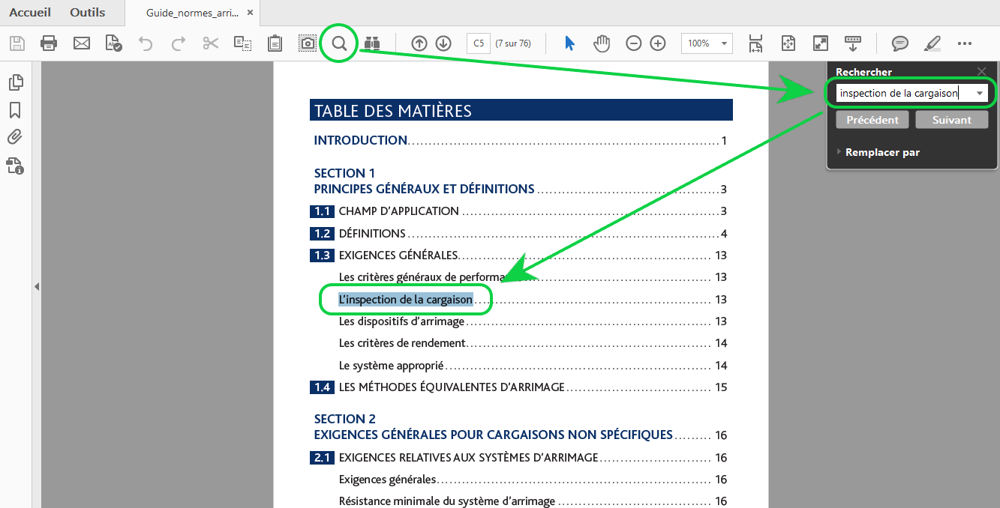 Accueil Outils Guide_normes_arri... ×
C5 (7 sur 76) 100%
Rechercher
inspection de la cargaison
Précédent Suivant
Remplacer par
TABLE DES MATIÈRES
INTRODUCTION 1
SECTION 1
PRINCIPES GÉNÉRAUX ET DÉFINITIONS 3
1.1 CHAMP D'APPLICATION 3
1.2 DÉFINITIONS 4
1.3 EXIGENCES GÉNÉRALES 13
Les critères généraux de performa 13
L'inspection de la cargaison 13
Les dispositifs d'arrimage 13
Les critères de rendement 14
Le système approprié 14
1.4 LES MÉTHODES ÉQUIVALENTES D'ARRIMAGE 15
SECTION 2
EXIGENCES GÉNÉRALES POUR CARGAISONS NON SPÉCIFIQUES 16
2.1 EXIGENCES RELATIVES AUX SYSTÈMES D'ARRIMAGE 16
Exigences générales 16
Résistance minimale du système d'arrimage 16